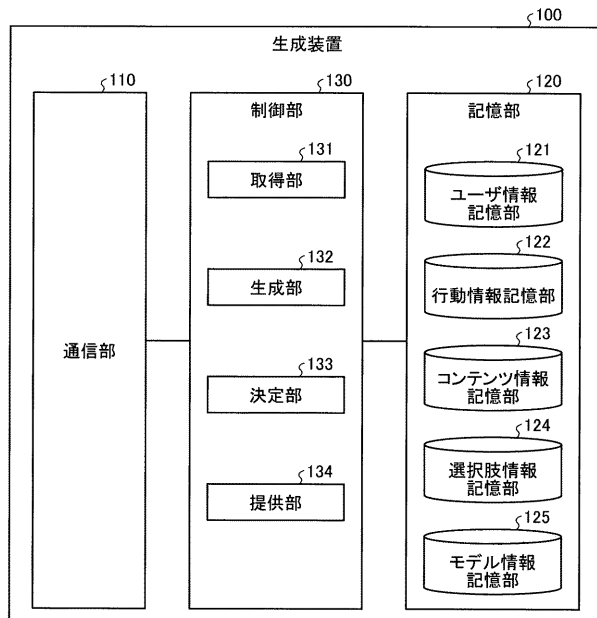 100
生成装置
110
通信部
130
制御部
131
取得部
132
生成部
133
決定部
134
提供部
120
記憶部
121
ユーザ情報
記憶部
122
行動情報記憶部
123
コンテンツ情報
記憶部
124
選択肢情報
記憶部
125
モデル情報
記憶部